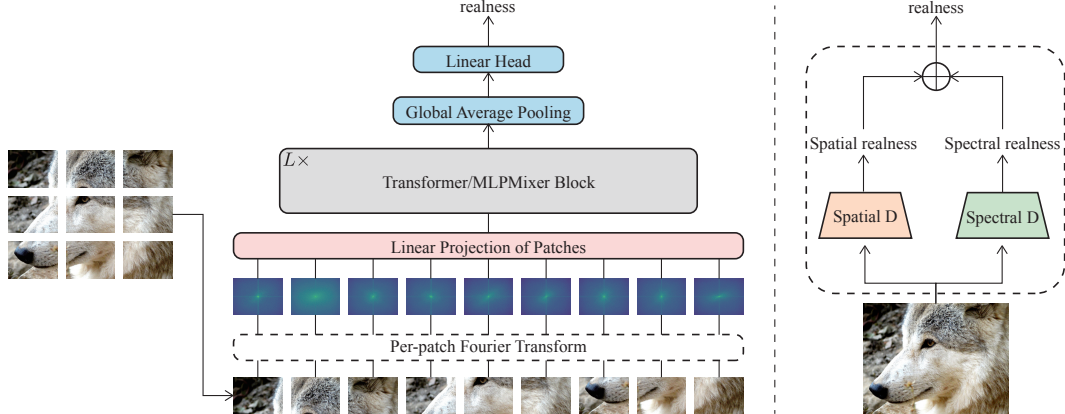 realness
Linear Head
Global Average Pooling
L×
Transformer/MLPMixer Block
Linear Projection of Patches
Per-patch Fourier Transform
realness
Spatial realness
Spectral realness
Spatial D
Spectral D